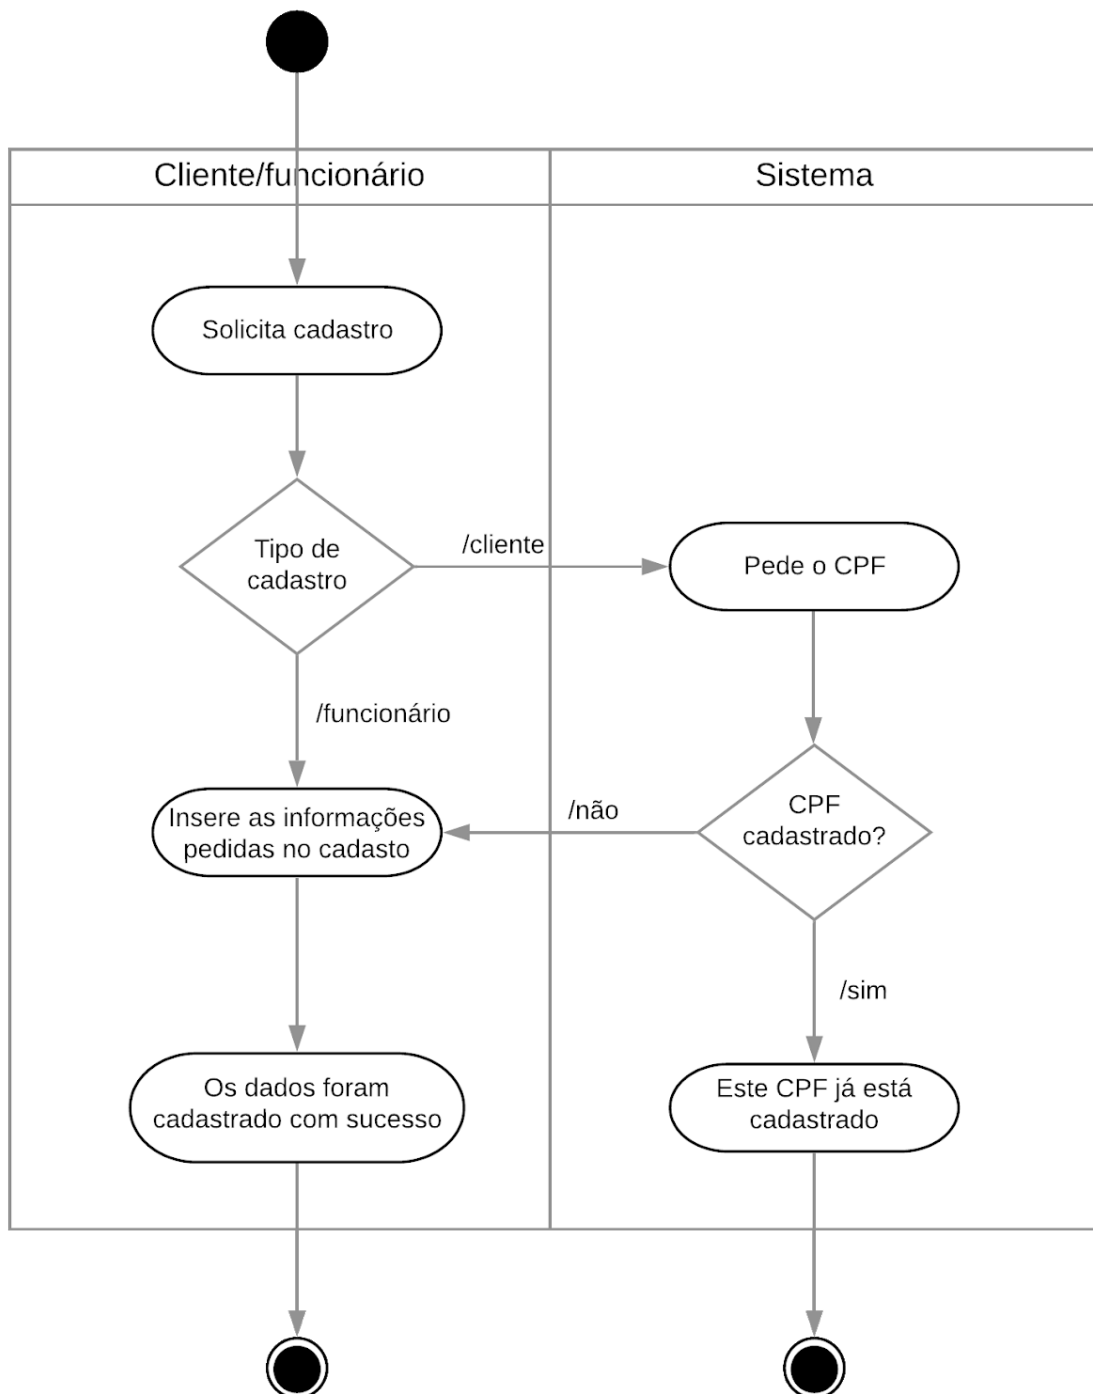 Cliente/funcionário
Sistema
Solicita cadastro
Tipo de
cadastro
/cliente
Pede o CPF
/funcionário
Insere as informações
pedidas no cadasto
/não
CPF
cadastrado?
/sim
Os dados foram
cadastrado com sucesso
Este CPF já está
cadastrado